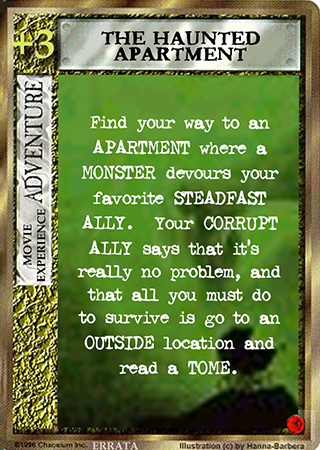 +3
THE HAUNTED
APARTMENT
MOVIE
EXPERIENCE
ADVENTURE
Find your way to an
APARTMENT where a
MONSTER devours your
favorite STEADFAST
ALLY. Your CORRUPT
ALLY says that it's
really no problem, and
that all you must do
to survive is go to an
OUTSIDE location and
read a TOME.
©1996 Chaosium Inc. ERRATA Illustration (c) by Hanna-Barbera